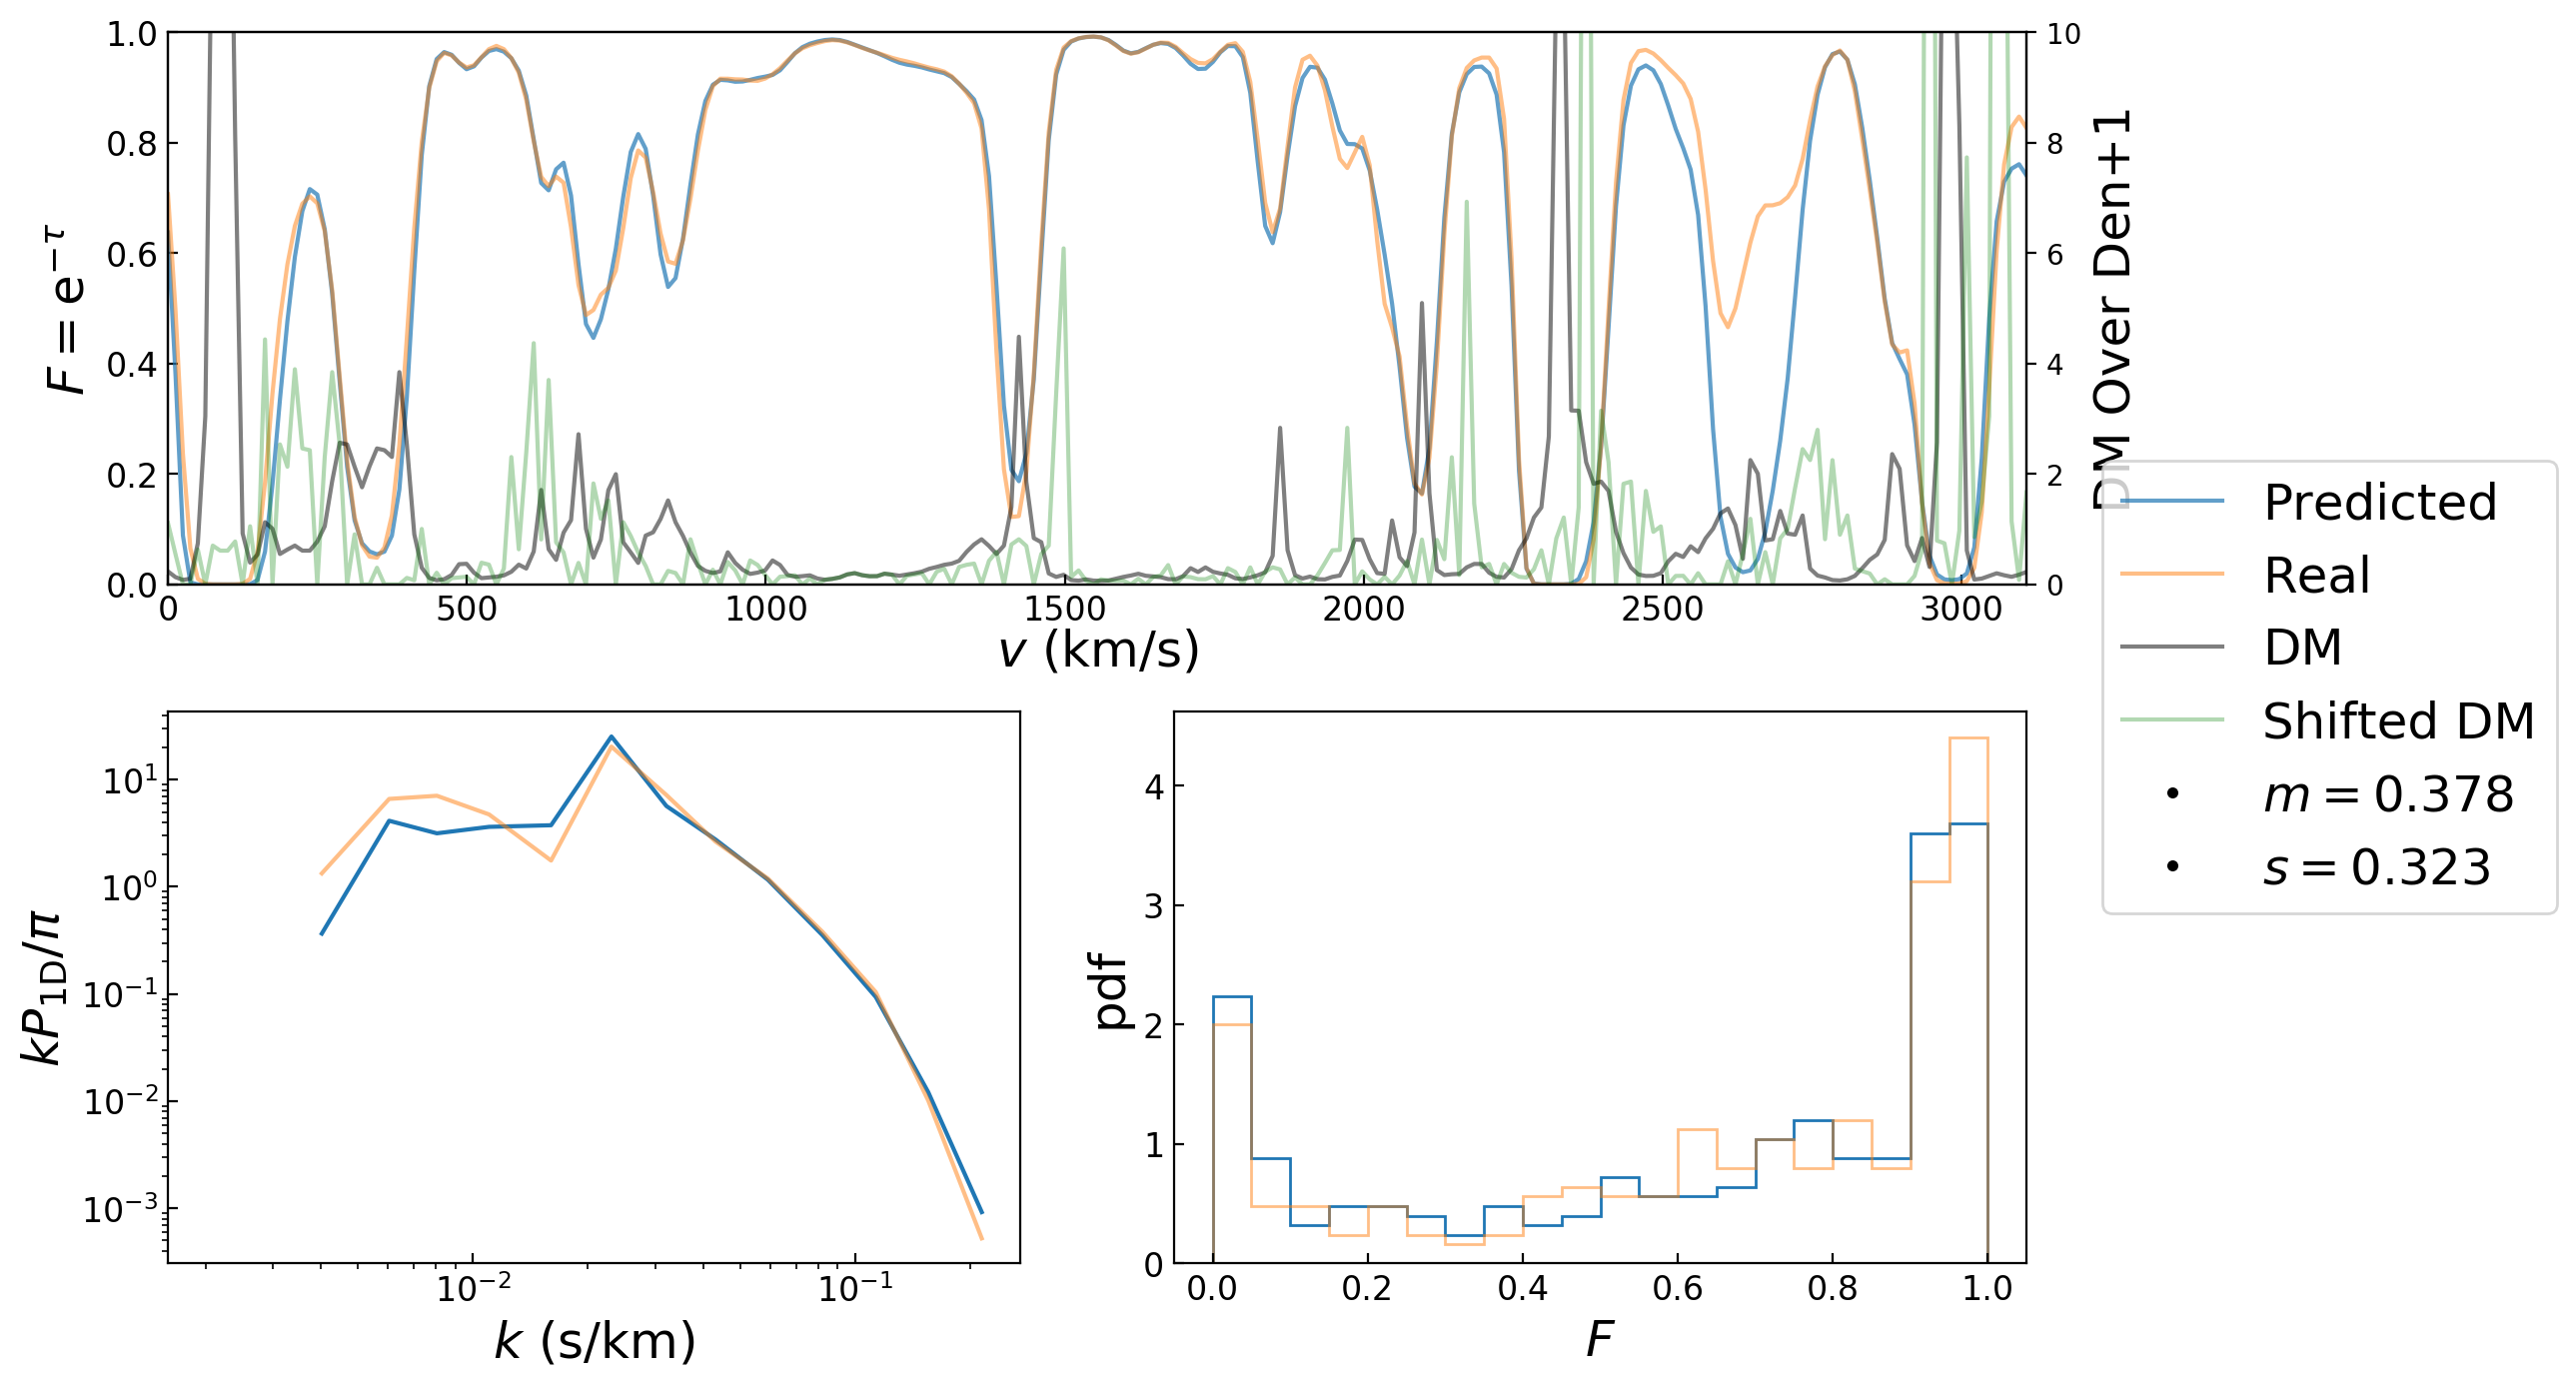 1.0
0.8
0.6
0.4
0.2
0.0
F = e^{-τ}
10
8
6
4
2
0
DM Over Den+1
0 500 1000 1500 2000 2500 3000
v (km/s)
Predicted
Real
DM
Shifted DM
m = 0.378
s = 0.323
10^1
10^0
10^{-1}
10^{-2}
10^{-3}
kP_{1D}/π
10^{-2} 10^{-1}
k (s/km)
4
3
2
1
0
pdf
0.0 0.2 0.4 0.6 0.8 1.0
F